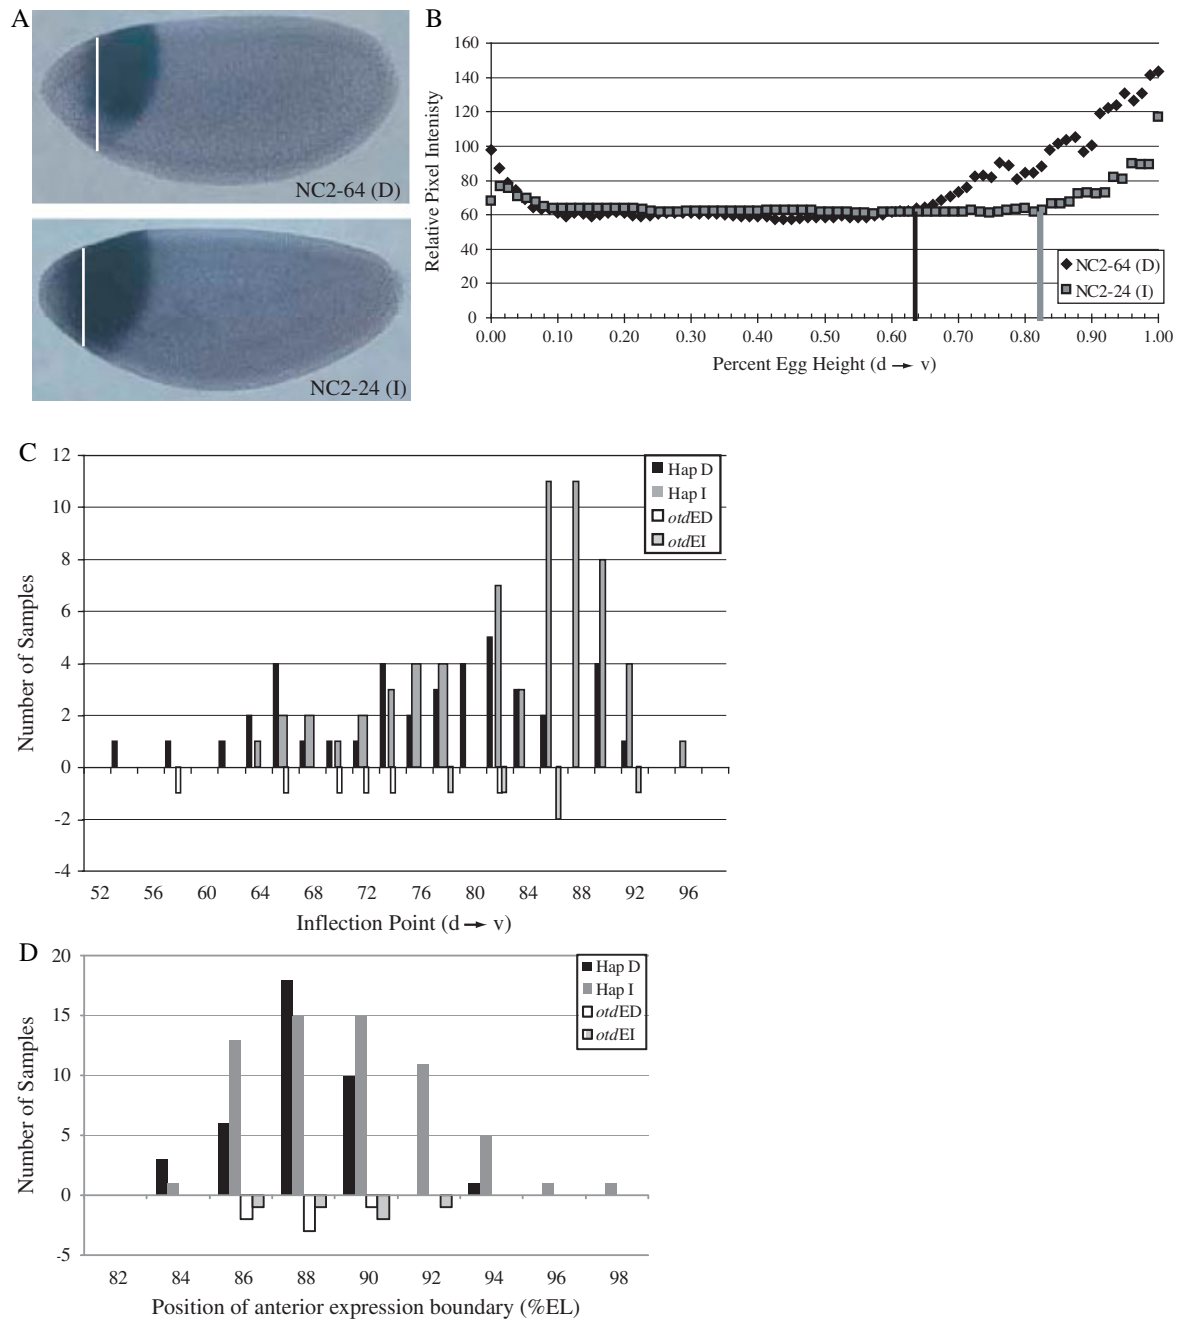 A
NC2-64 (D)
NC2-24 (I)
B
160
140
120
100
80
60
40
20
0
Relative Pixel Intenisty
0.00 0.10 0.20 0.30 0.40 0.50 0.60 0.70 0.80 0.90 1.00
Percent Egg Height (d → v)
NC2-64 (D)
NC2-24 (I)
C
12
10
8
6
4
2
0
-2
-4
Number of Samples
Hap D
Hap I
otdED
otdEI
52 56 60 64 68 72 76 80 84 88 92 96
Inflection Point (d → v)
D
20
15
10
5
0
-5
Number of Samples
Hap D
Hap I
otdED
otdEI
82 84 86 88 90 92 94 96 98
Position of anterior expression boundary (%EL)